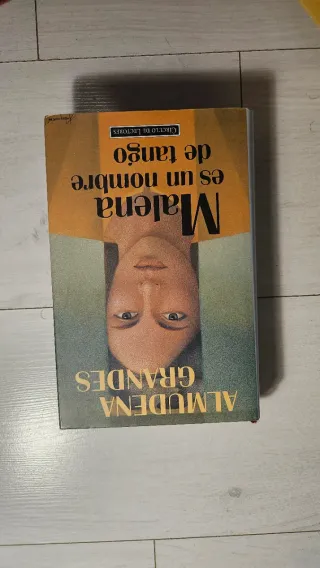 ALMUDENA
GRANDES
Malena
es un nombre
de tango
CÍRCULO DE LECTORES